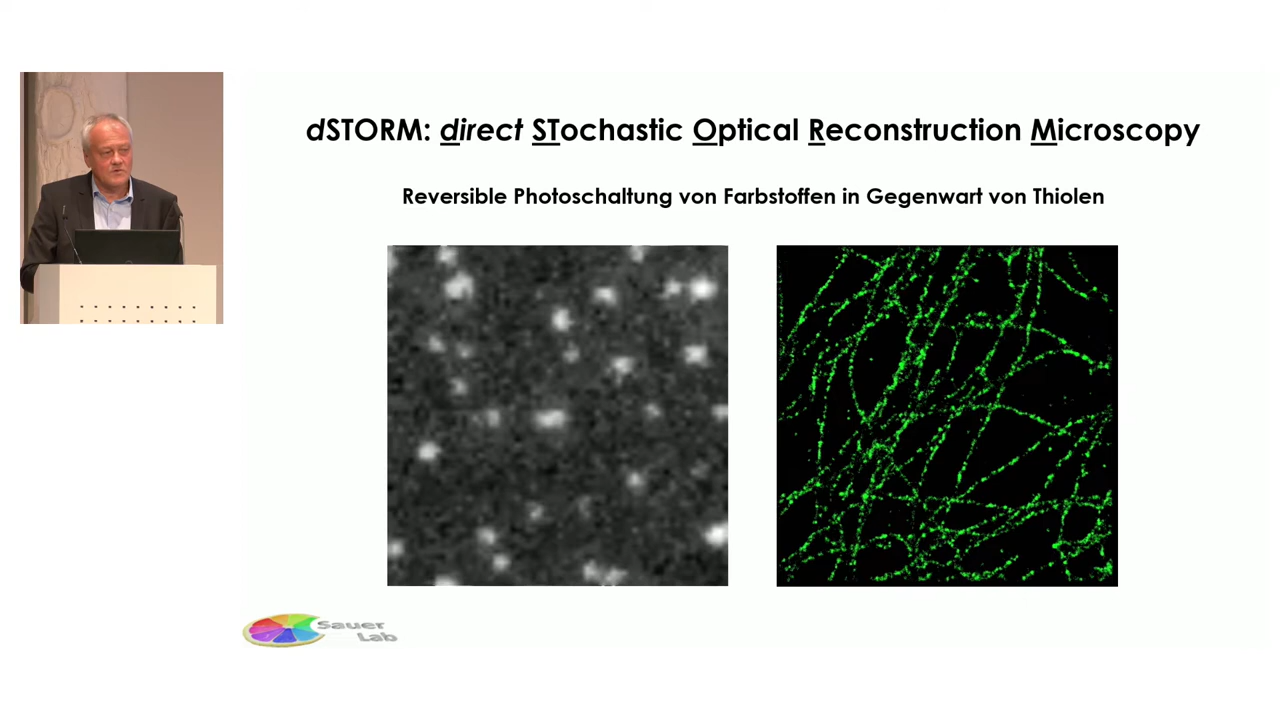 dSTORM: direct STochastic Optical Reconstruction Microscopy
Reversible Photoschaltung von Farbstoffen in Gegenwart von Thiolen
Sauer
Lab